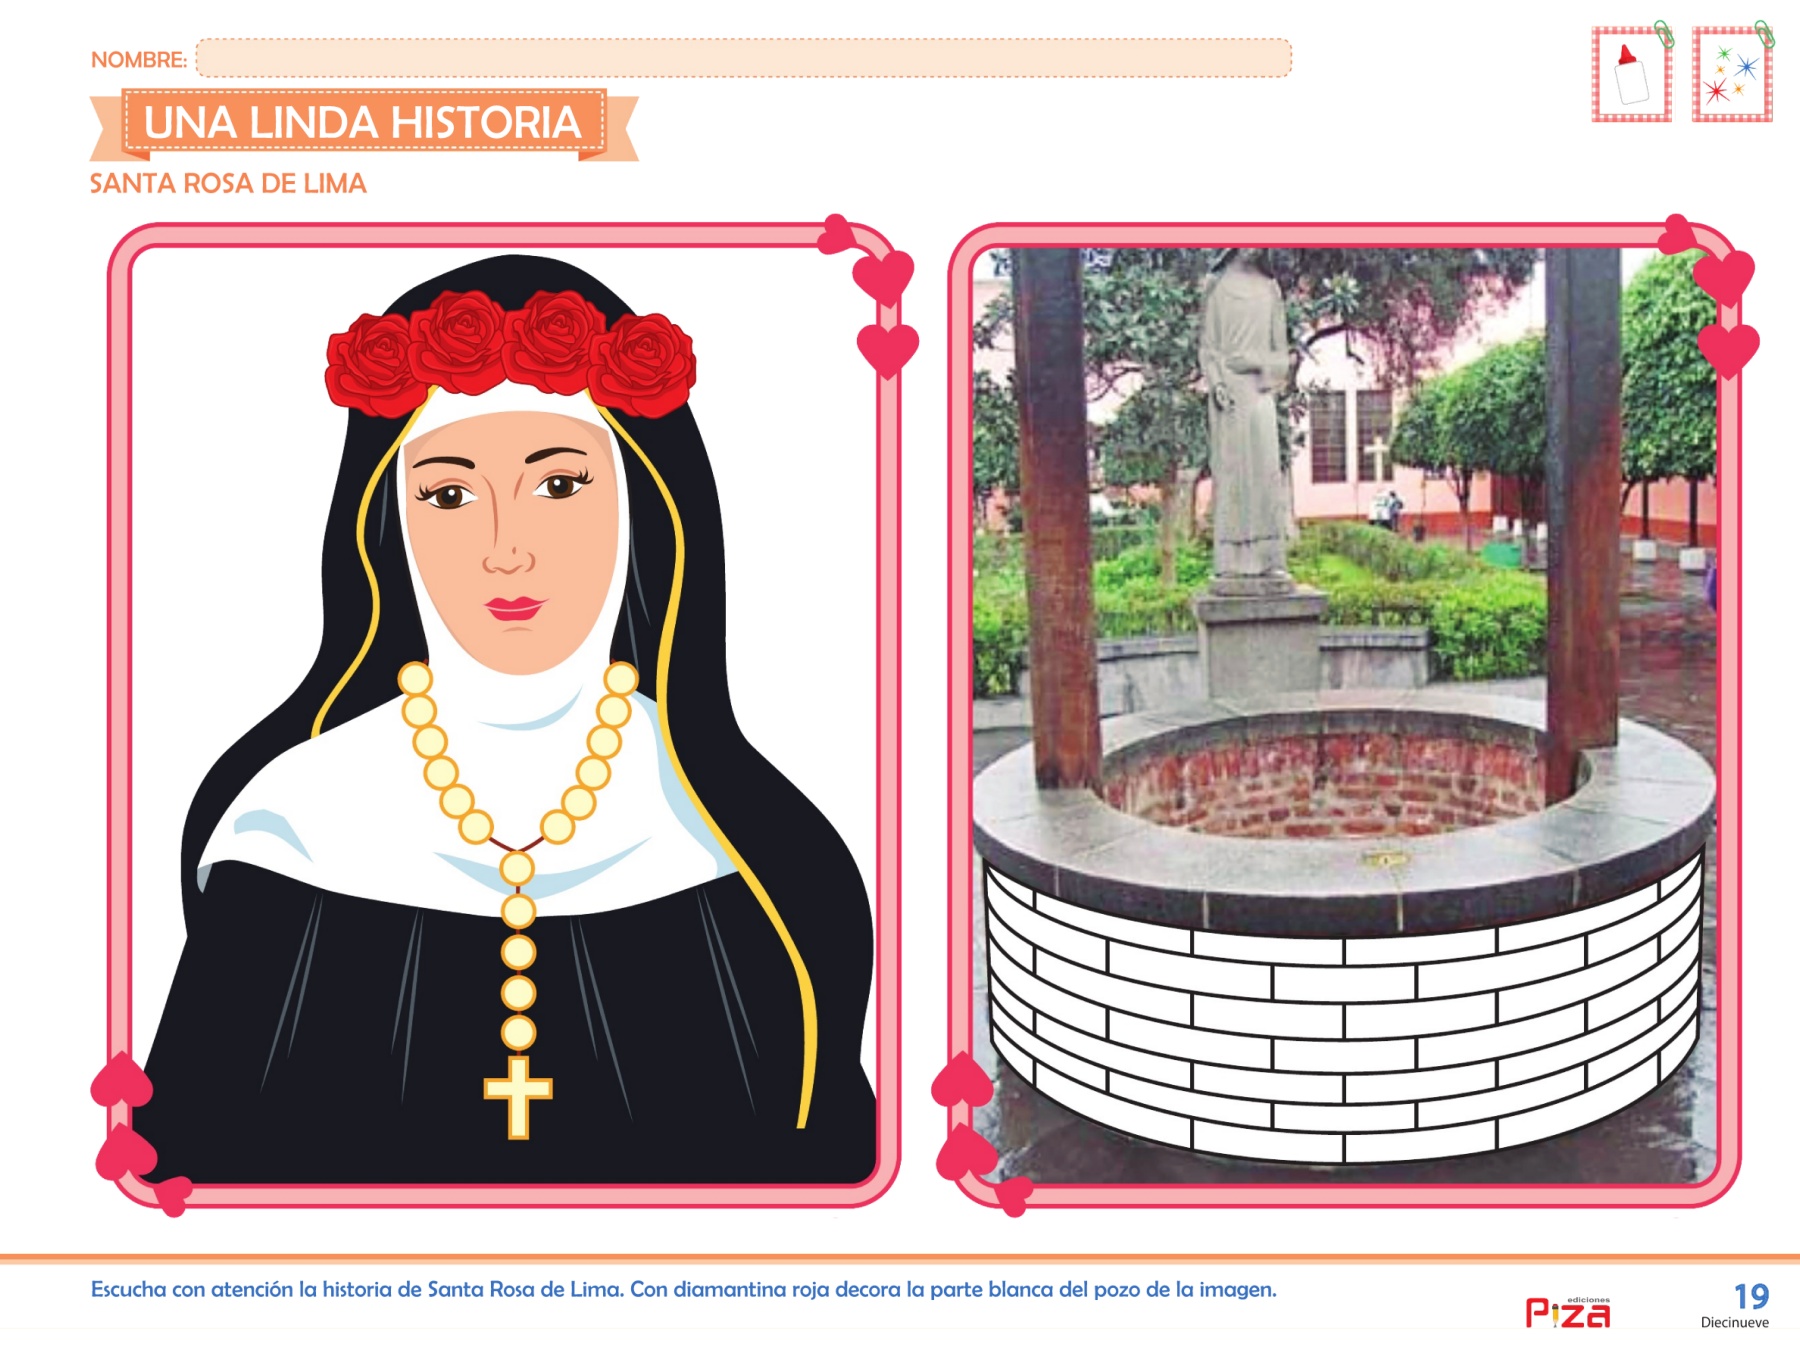 NOMBRE:
UNA LINDA HISTORIA
SANTA ROSA DE LIMA
Escucha con atención la historia de Santa Rosa de Lima. Con diamantina roja decora la parte blanca del pozo de la imagen.
ediciones
Piza
19
Diecinueve